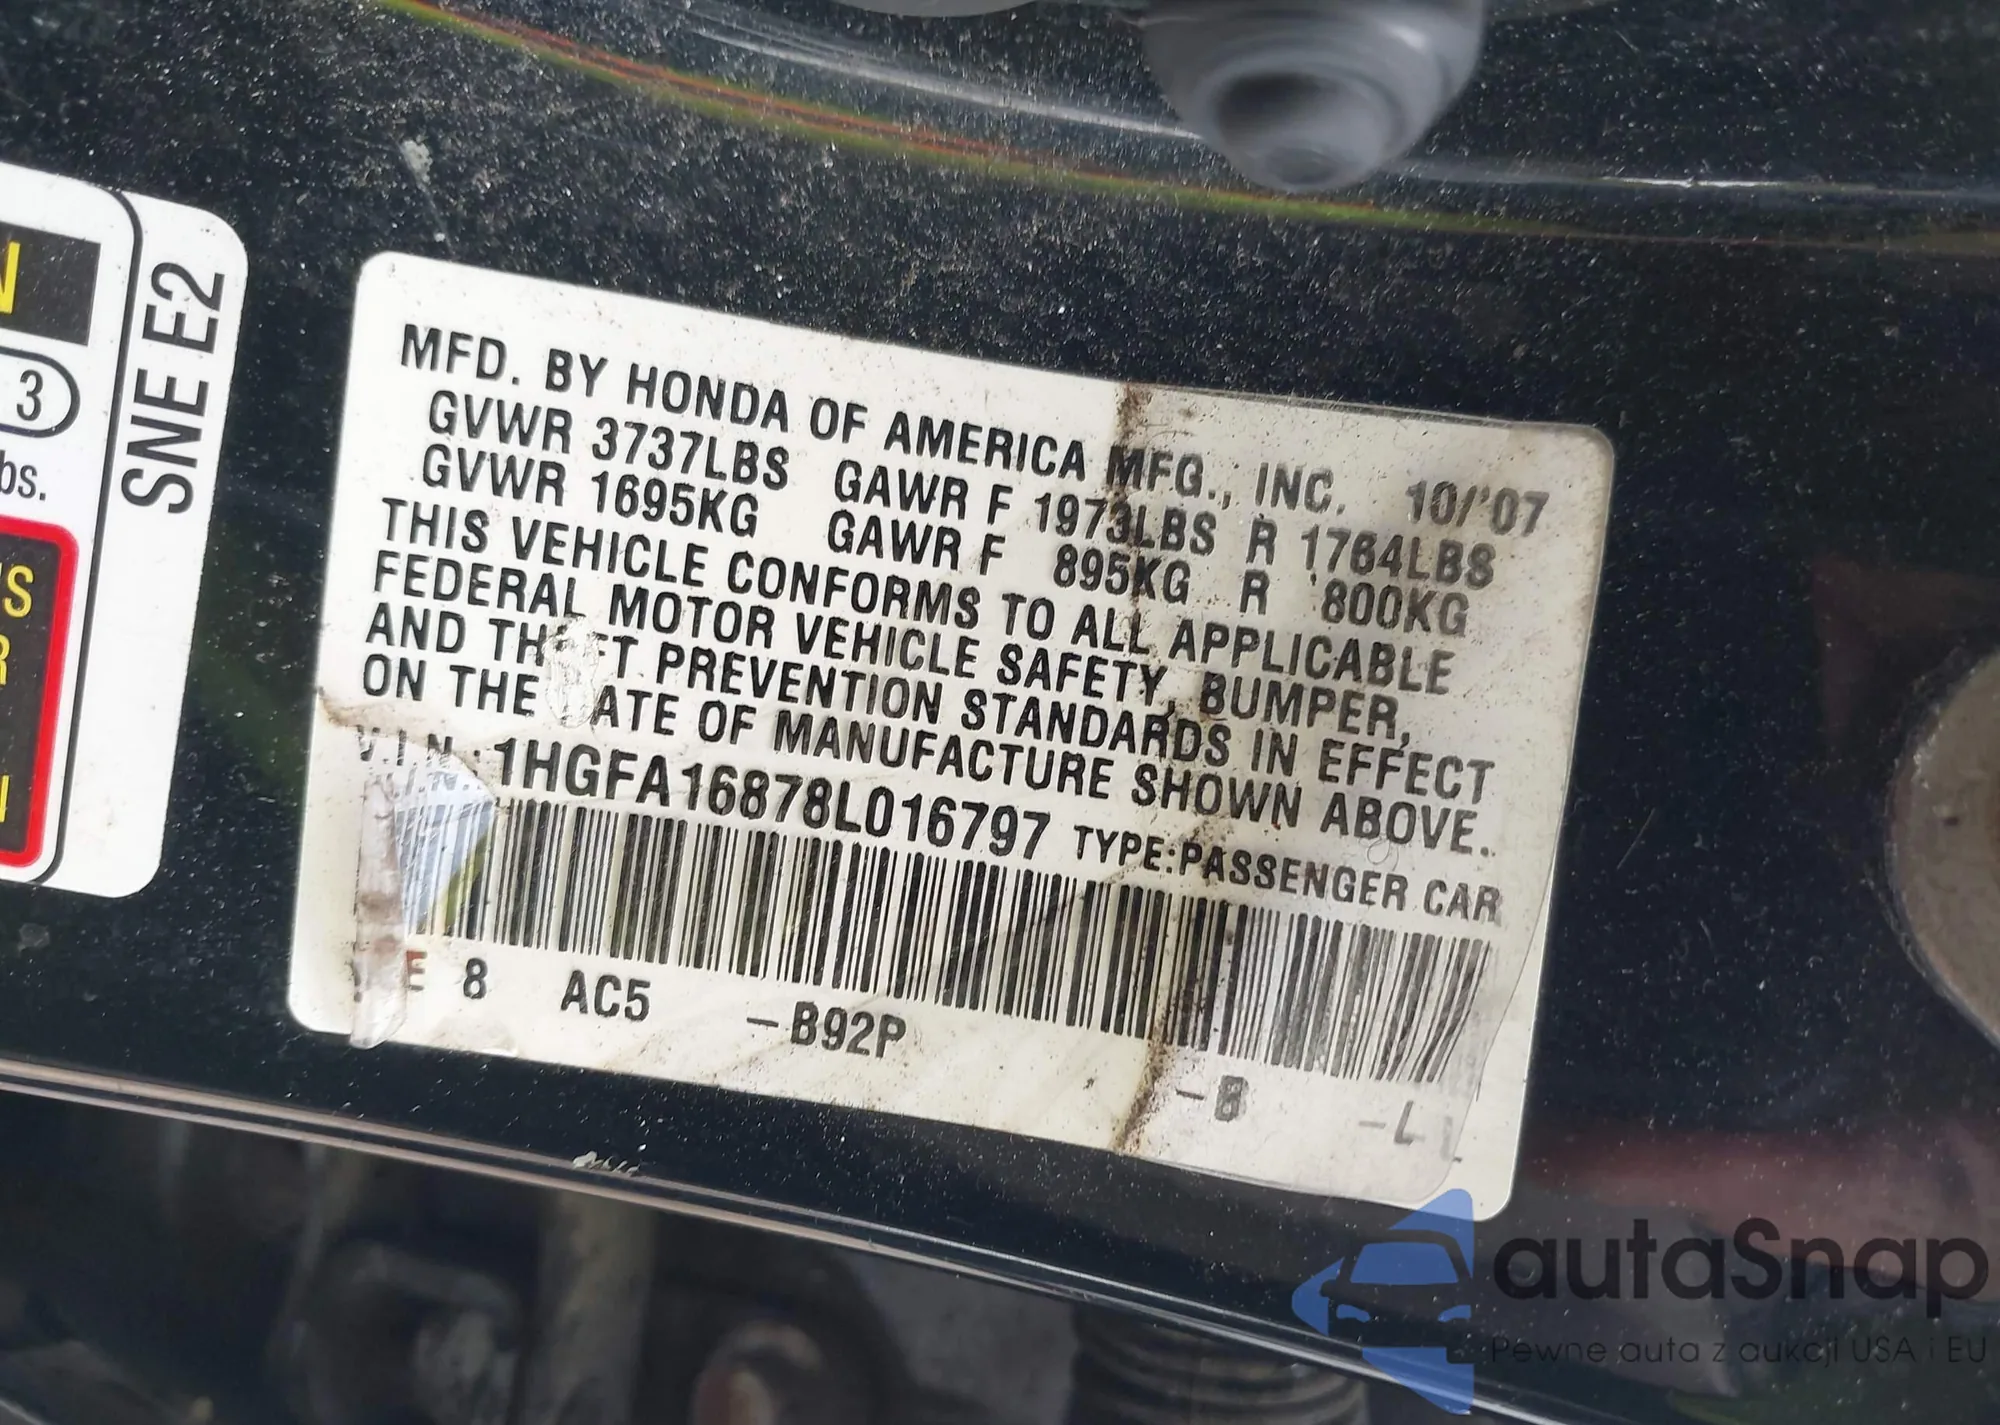 N
3
bs.
SNE E2
S
R
MFD. BY HONDA OF AMERICA MFG., INC. 10/'07
GVWR 3737LBS GAWR F 1973LBS R 1764LBS
GVWR 1695KG GAWR F 895KG R 800KG
THIS VEHICLE CONFORMS TO ALL APPLICABLE
FEDERAL MOTOR VEHICLE SAFETY, BUMPER,
AND THEFT PREVENTION STANDARDS IN EFFECT
ON THE DATE OF MANUFACTURE SHOWN ABOVE.
V.I.N.:1HGFA16878L016797 TYPE:PASSENGER CAR
E 8 AC5 -B92P -B -L
autaSnap
Pewne auta z aukcji USA i EU